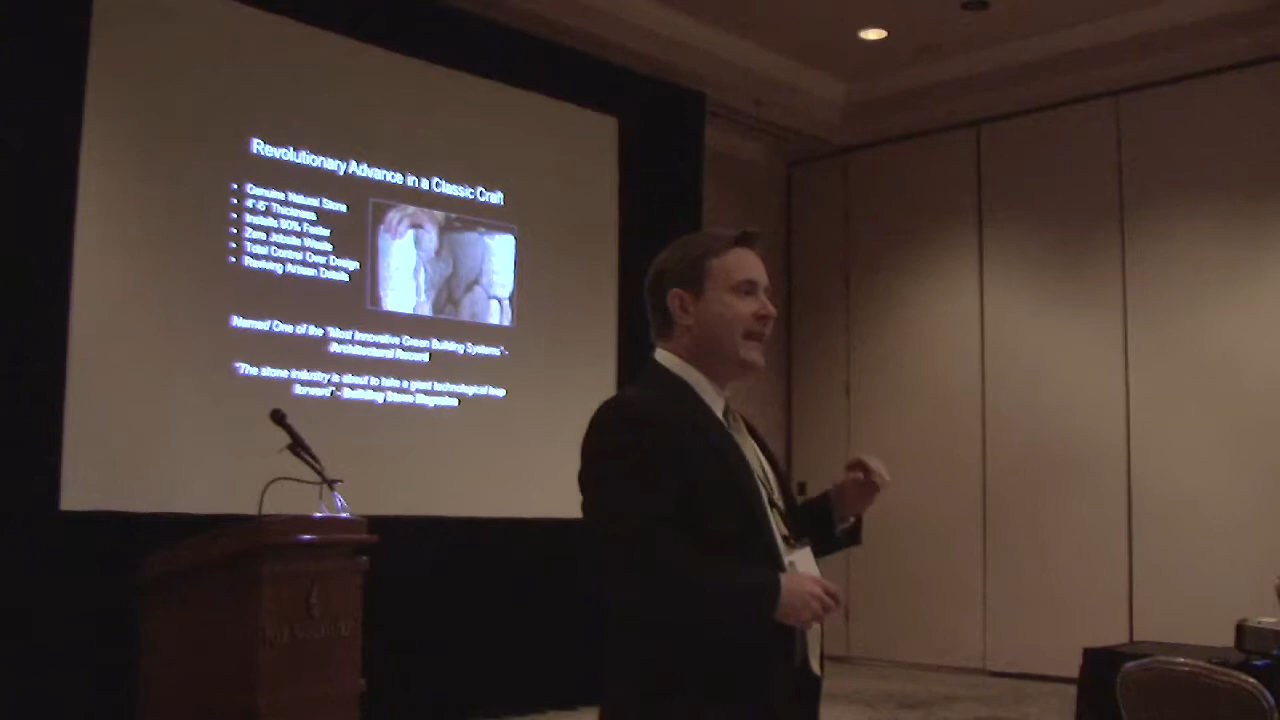 Revolutionary Advance in a Classic Craft
• Genuine Natural Stone
• 4"-5" Thickness
• Installs 80% Faster
• Zero Jobsite Waste
• Total Control Over Design
• Reviving Artisan Details
Named One of the "Most Innovative Green Building Systems" -
Architectural Record
"The stone industry is about to take a giant technological leap
forward" - Building Stone Magazine